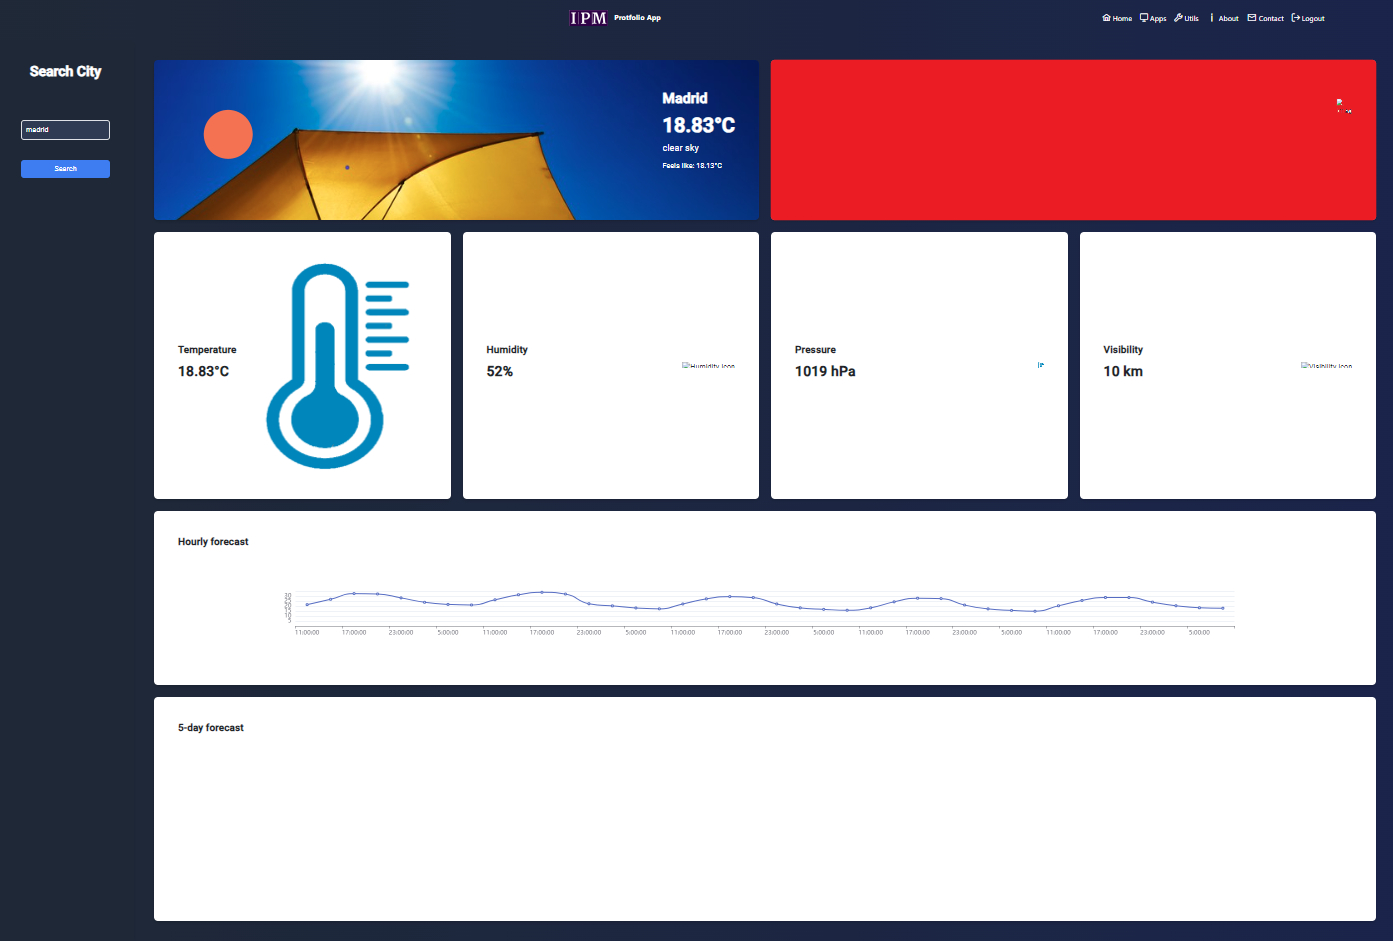 IPM Protfolio App
Home Apps Utils About Contact Logout
Search City
madrid
Search
Madrid
18.83°C
clear sky
Feels like: 18.13°C
Temperature
18.83°C
Humidity
52%
Humidity Icon
Pressure
1019 hPa
Visibility
10 km
Visibility Icon
Hourly forecast
30
25
20
15
10
5
11:00:00 17:00:00 23:00:00 5:00:00 11:00:00 17:00:00 23:00:00 5:00:00 11:00:00 17:00:00 23:00:00 5:00:00 11:00:00 17:00:00 23:00:00 5:00:00 11:00:00 17:00:00 23:00:00 5:00:00
5-day forecast